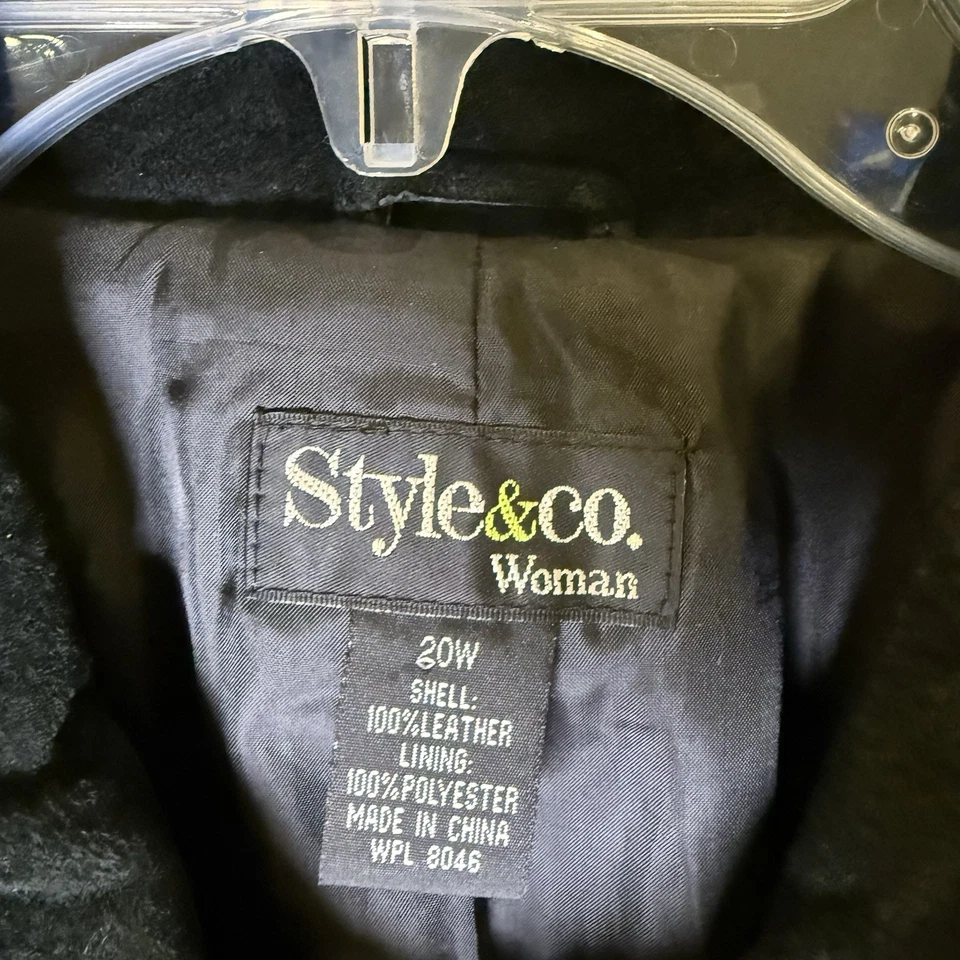 Style&co.
Woman
20W
SHELL:
100%LEATHER
LINING:
100%POLYESTER
MADE IN CHINA
WPL 8046